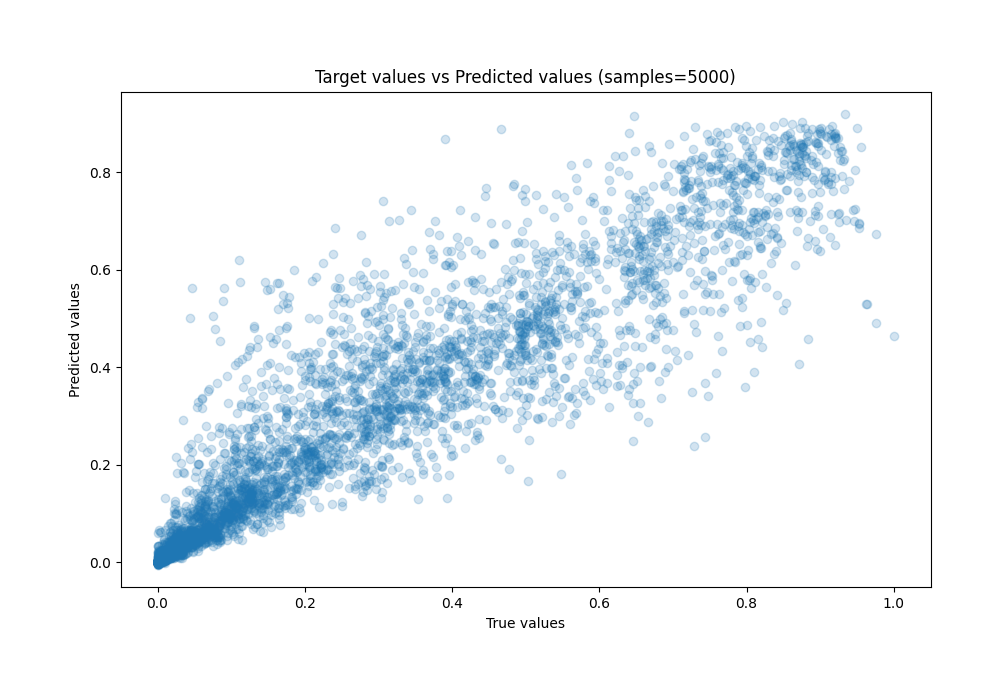 Target values vs Predicted values (samples=5000)
Predicted values
0.8
0.6
0.4
0.2
0.0
0.0 0.2 0.4 0.6 0.8 1.0
True values